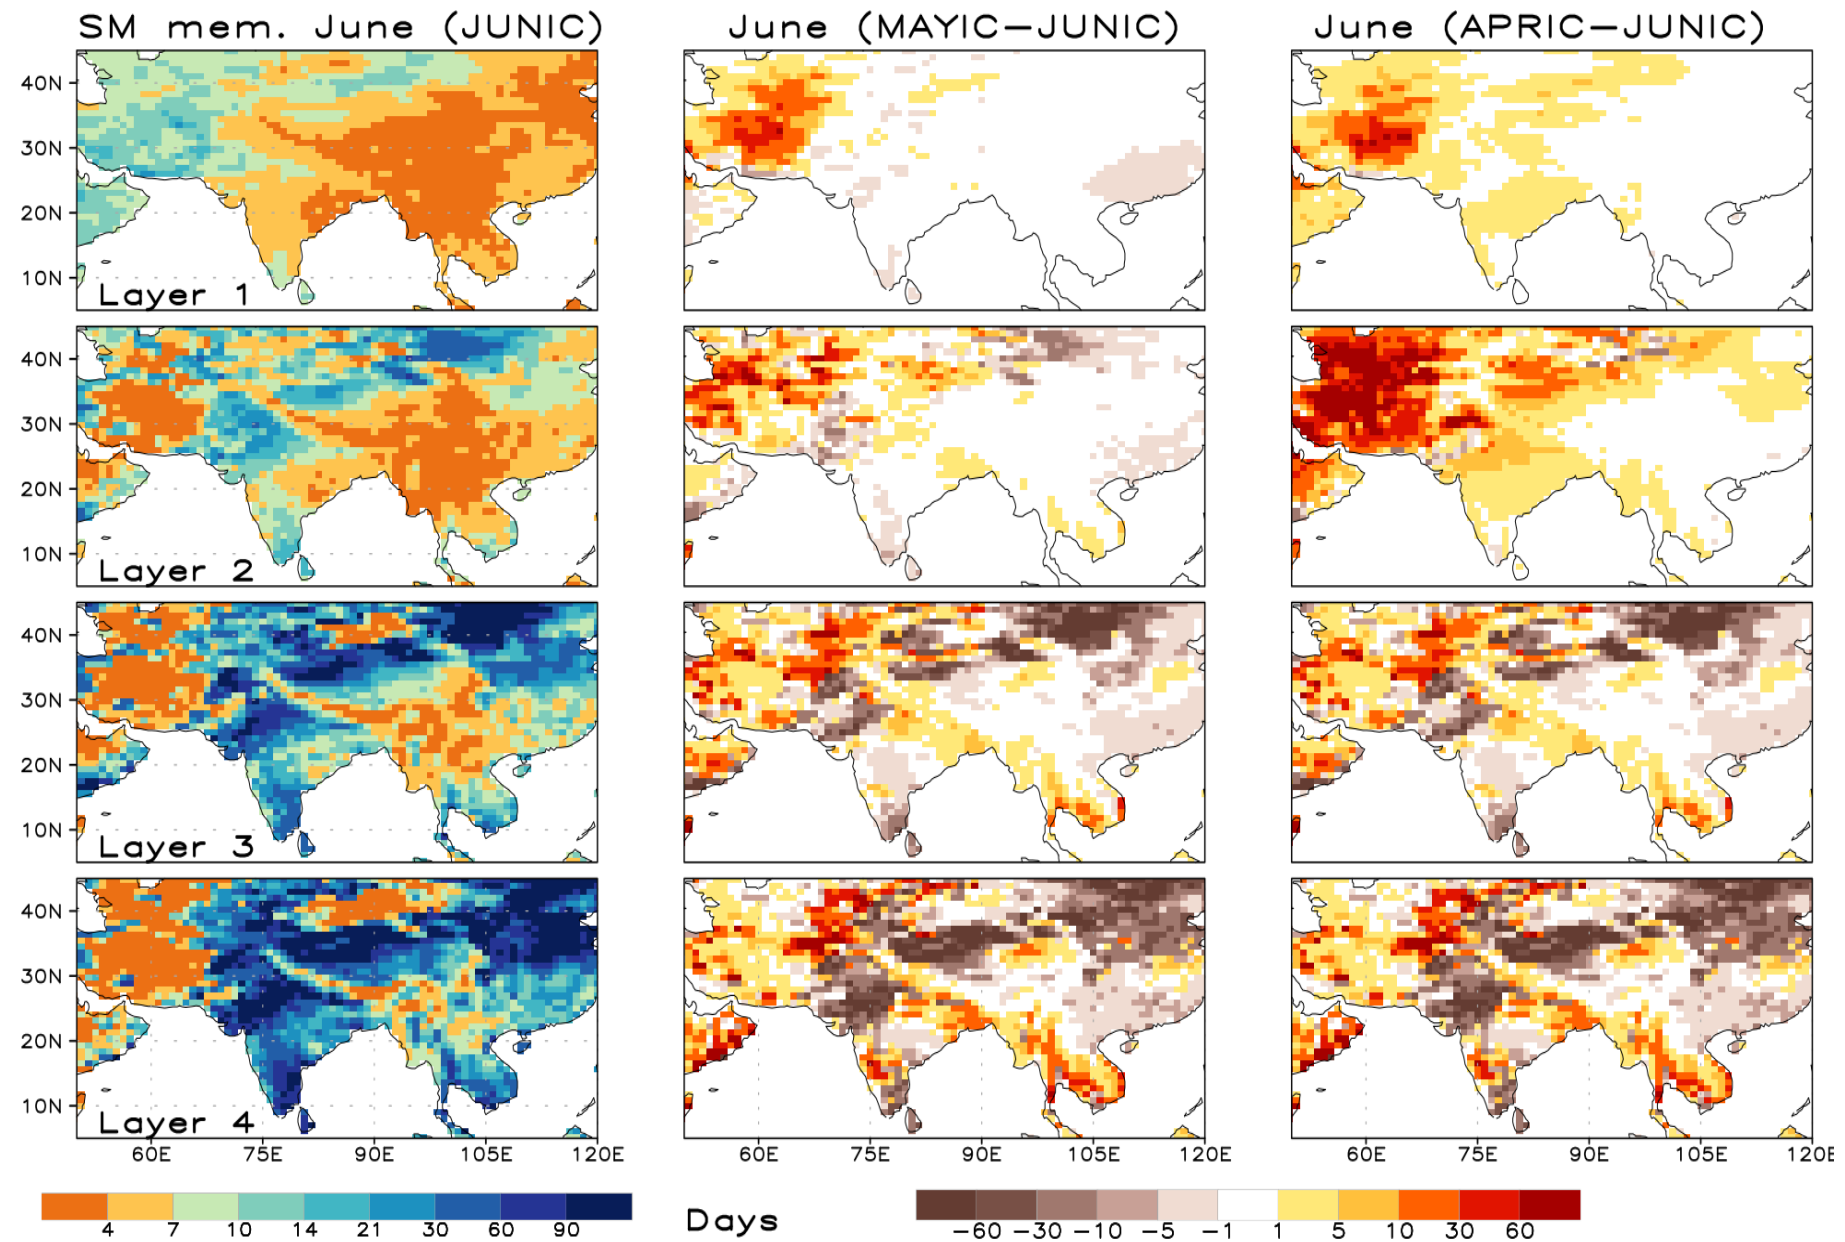 SM mem. June (JUNIC)
June (MAYIC−JUNIC)
June (APRIC−JUNIC)
40N
30N
20N
10N
Layer 1
40N
30N
20N
10N
Layer 2
40N
30N
20N
10N
Layer 3
40N
30N
20N
10N
Layer 4
60E 75E 90E 105E 120E
60E 75E 90E 105E 120E
60E 75E 90E 105E 120E
4 7 10 14 21 30 60 90
Days
−60 −30 −10 −5 −1 1 5 10 30 60